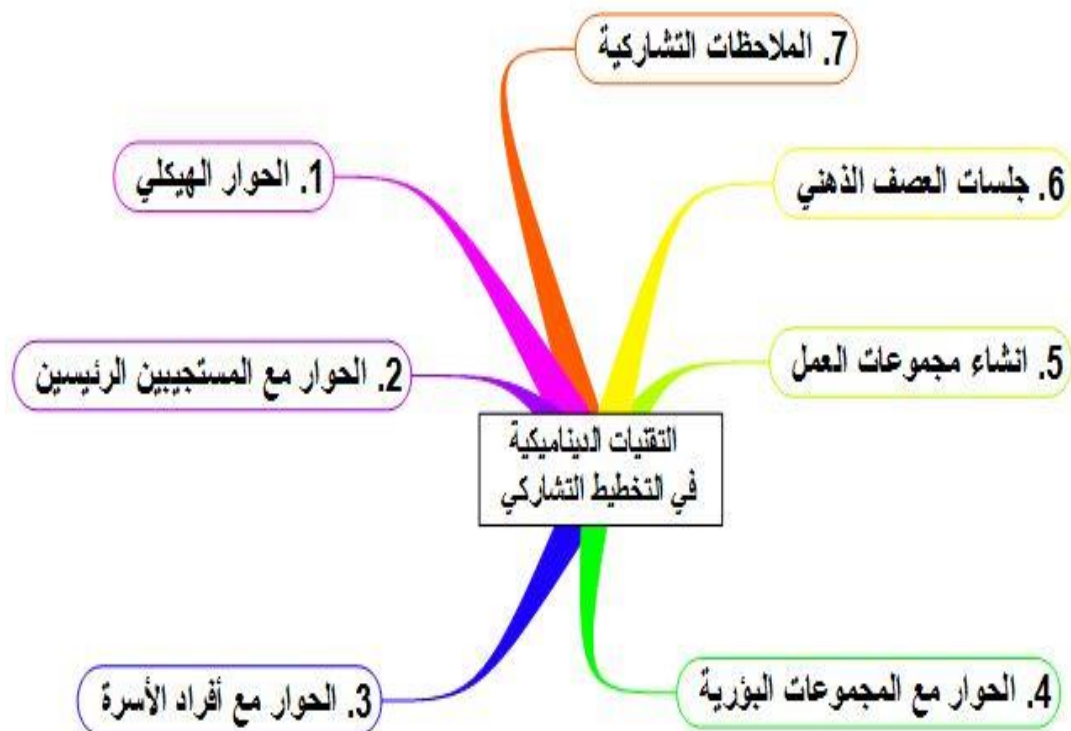 التقنيات الديناميكية
في التخطيط التشاركي
1. الحوار الهيكلي
2. الحوار مع المستجيبين الرئيسين
3. الحوار مع أفراد الأسرة
4. الحوار مع المجموعات البؤرية
5. انشاء مجموعات العمل
6. جلسات العصف الذهني
7. الملاحظات التشاركية